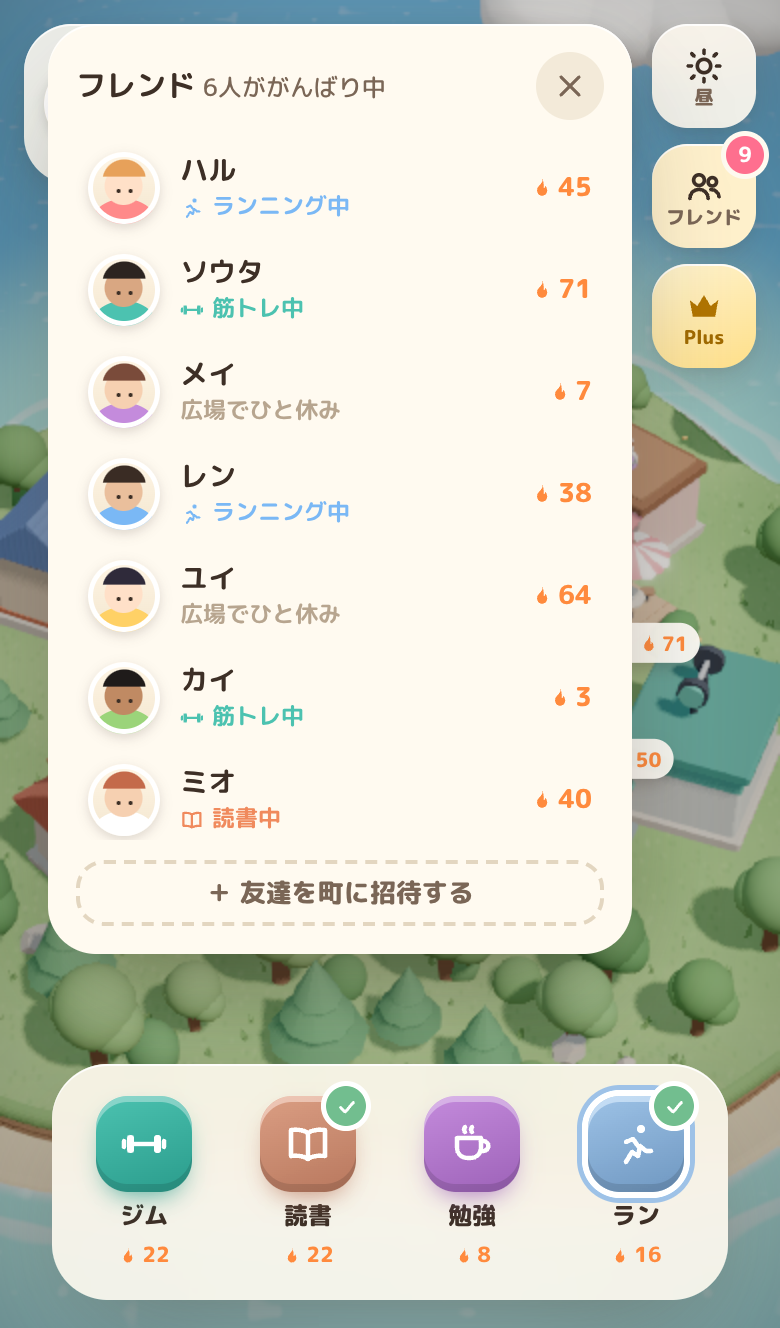 フレンド 6人ががんばり中
昼
9
フレンド
Plus
ハル
ランニング中
45
ソウタ
筋トレ中
71
メイ
広場でひと休み
7
レン
ランニング中
38
ユイ
広場でひと休み
64
カイ
筋トレ中
3
ミオ
読書中
40
71
50
+ 友達を町に招待する
ジム
22
読書
22
勉強
8
ラン
16